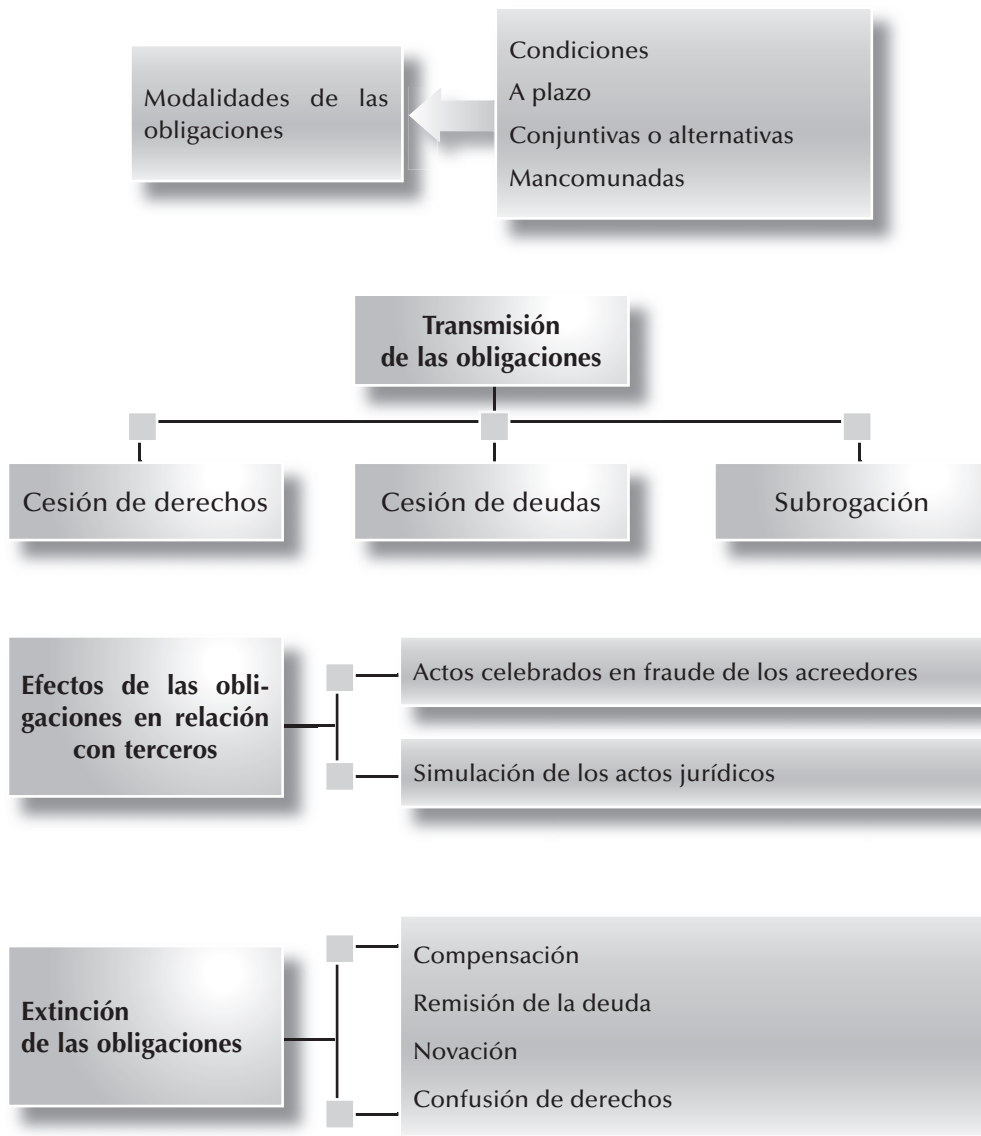 Modalidades de las
obligaciones
Condiciones
A plazo
Conjuntivas o alternativas
Mancomunadas
Transmisión
de las obligaciones
Cesión de derechos
Cesión de deudas
Subrogación
Efectos de las obli-
gaciones en relación
con terceros
Actos celebrados en fraude de los acreedores
Simulación de los actos jurídicos
Extinción
de las obligaciones
Compensación
Remisión de la deuda
Novación
Confusión de derechos